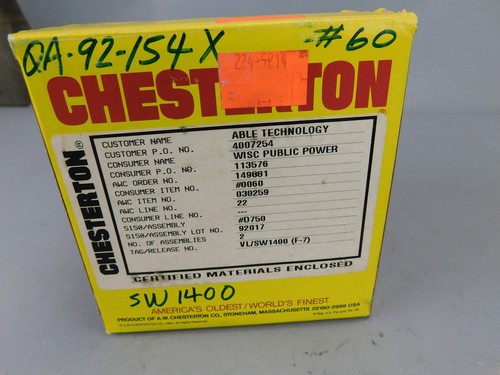 QA-92-154 X #60
224-5214
CHESTERTON
CHESTERTON®
CUSTOMER NAME ABLE TECHNOLOGY
CUSTOMER P.O. NO. 4007254
CONSUMER NAME WISC PUBLIC POWER
CONSUMER P.O. NO. 113576
AWC ORDER NO. 149881
CONSUMER ITEM NO. #0060
AWC ITEM NO. 030259
AWC LINE NO. 22
CONSUMER LINE NO. ---
5150/ASSEMBLY #D750
5150/ASSEMBLY LOT NO. 92017
NO. OF ASSEMBLIES 2
TAG/RELEASE NO. VL/SW1400 (F-7)
CERTIFIED MATERIALS ENCLOSED
SW 1400
AMERICA'S OLDEST/WORLD'S FINEST
PRODUCT OF A.W. CHESTERTON CO., STONEHAM, MASSACHUSETTS 02180-2999 USA